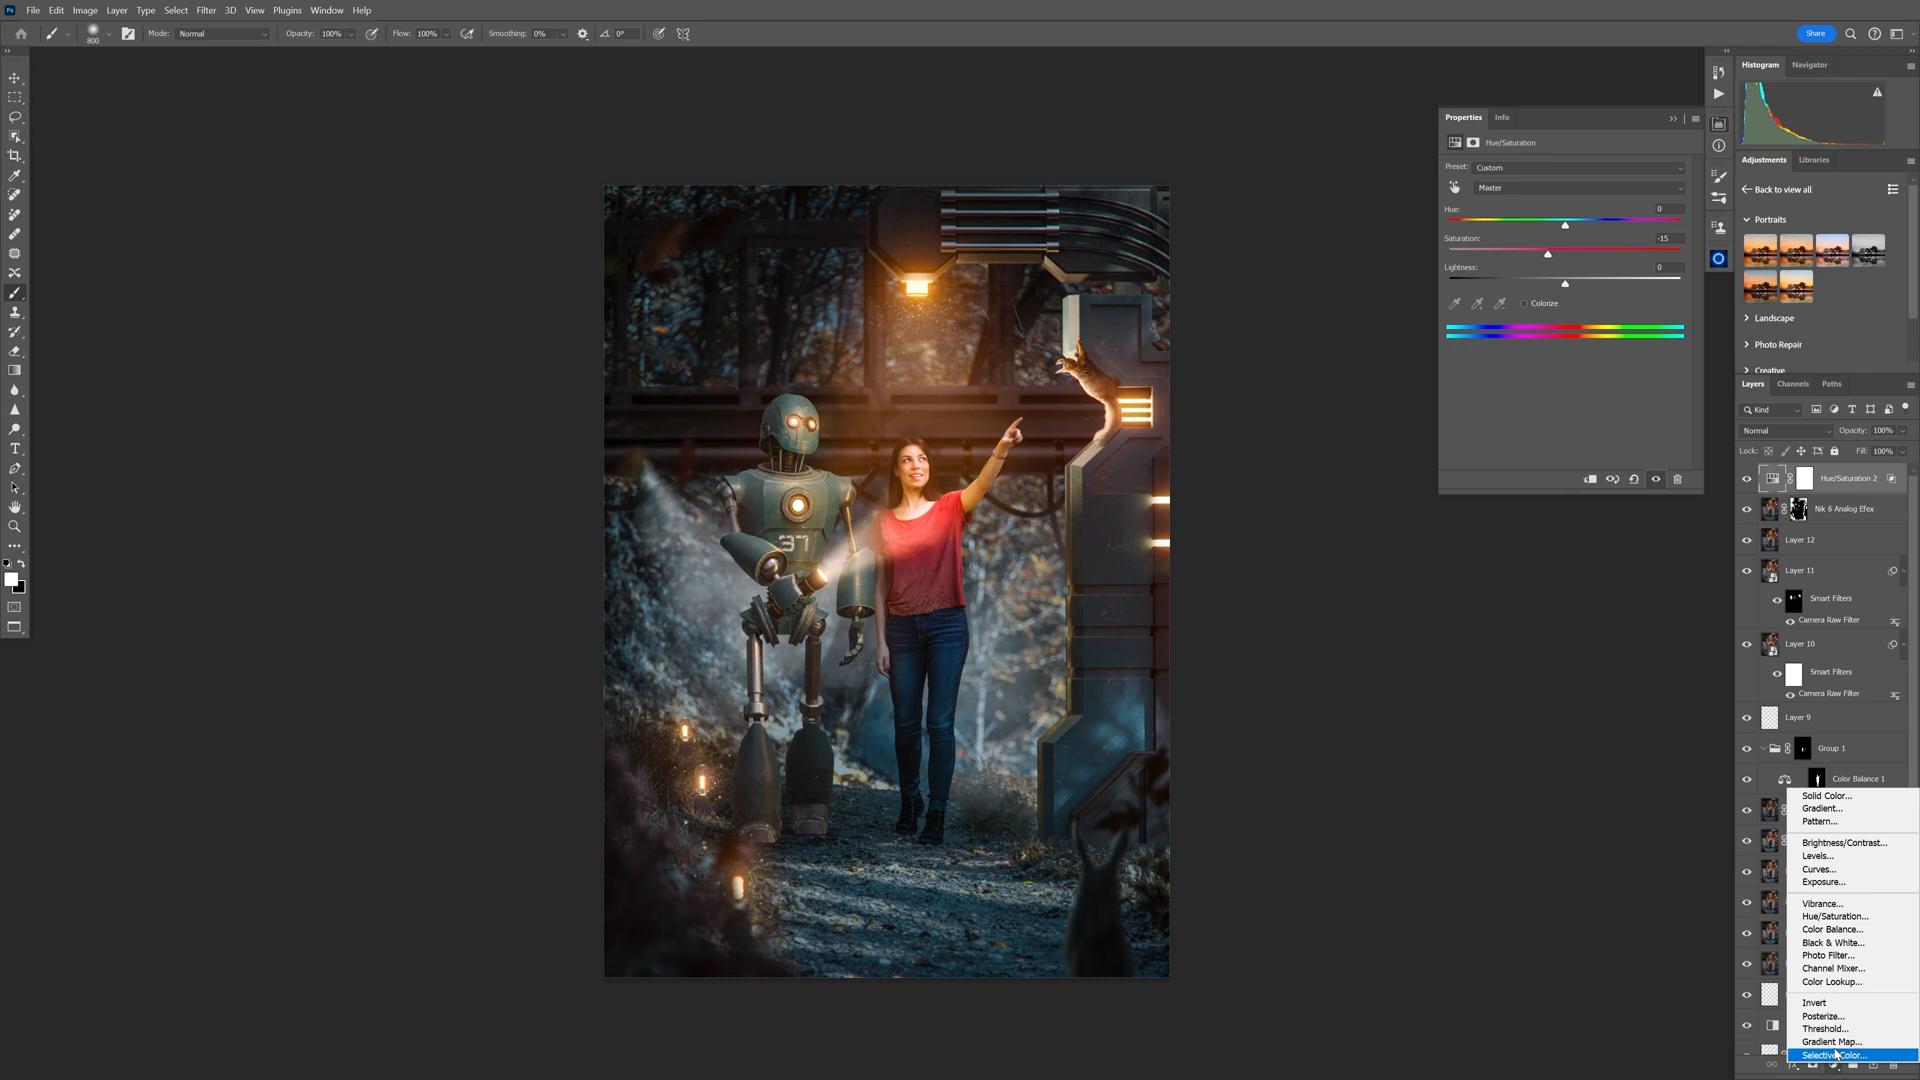 Ps File Edit Image Layer Type Select Filter 3D View Plugins Window Help
800 Mode: Normal Opacity: 100% Flow: 100% Smoothing: 0% 0° Share
Histogram Navigator
Properties Info
Hue/Saturation
Preset: Custom
Master
Hue: 0
Saturation: -15
Lightness: 0
Colorize
Adjustments Libraries
Back to view all
Portraits
Landscape
Photo Repair
Creative
Layers Channels Paths
Kind
Normal Opacity: 100%
Lock: Fill: 100%
Hue/Saturation 2
Nik 6 Analog Efex
Layer 12
Layer 11
Smart Filters
Camera Raw Filter
Layer 10
Smart Filters
Camera Raw Filter
Layer 9
Group 1
Color Balance 1
Solid Color...
Gradient...
Pattern...
Brightness/Contrast...
Levels...
Curves...
Exposure...
Vibrance...
Hue/Saturation...
Color Balance...
Black & White...
Photo Filter...
Channel Mixer...
Color Lookup...
Invert
Posterize...
Threshold...
Gradient Map...
Selective Color...
37